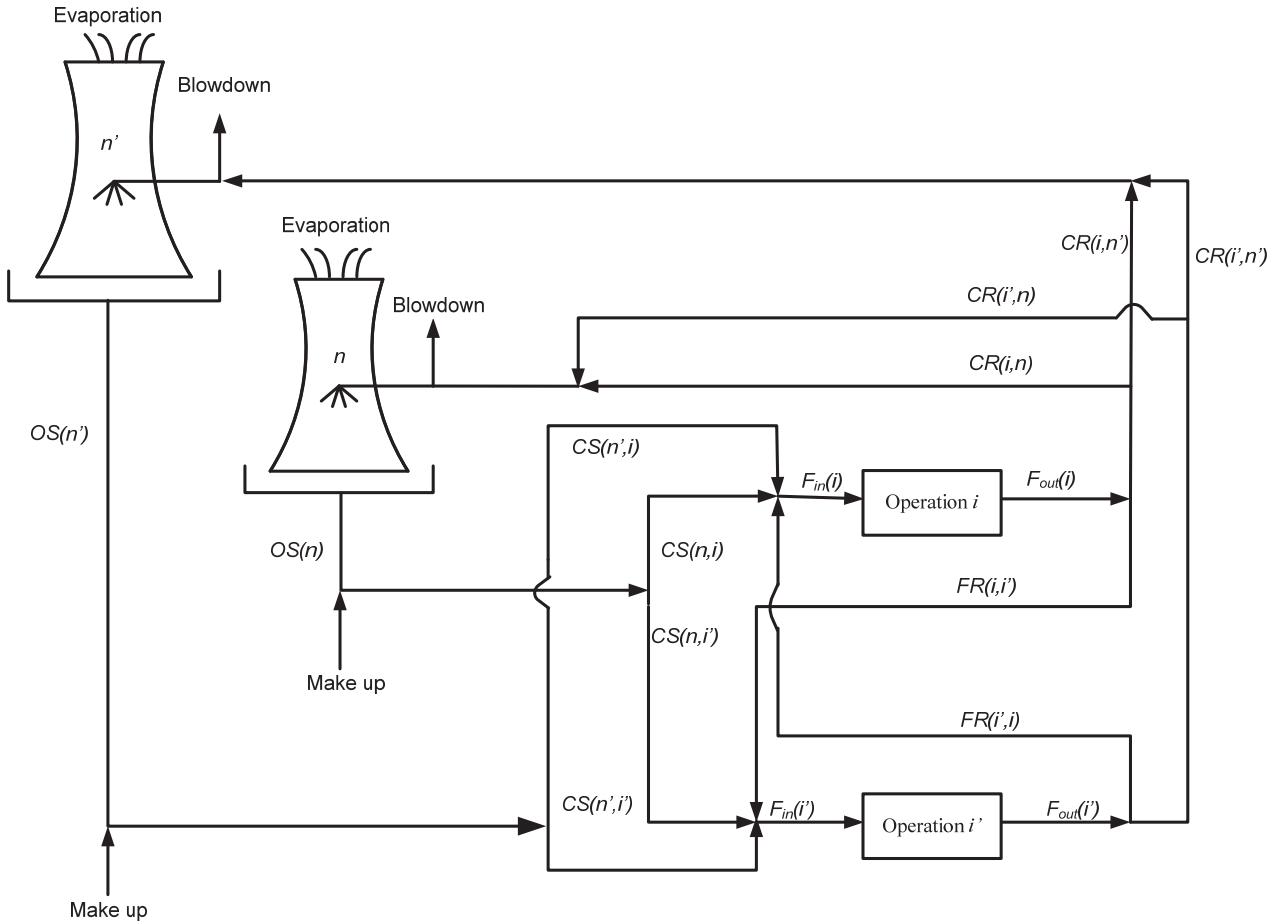 Evaporation
Blowdown
n’
Evaporation
CR(i,n’)
CR(i’,n’)
CR(i’,n)
Blowdown
n
CR(i,n)
OS(n’)
CS(n’,i)
F_in(i)
Operation i
F_out(i)
OS(n)
CS(n,i)
FR(i,i’)
CS(n,i’)
Make up
FR(i’,i)
CS(n’,i’)
F_in(i’)
Operation i’
F_out(i’)
Make up